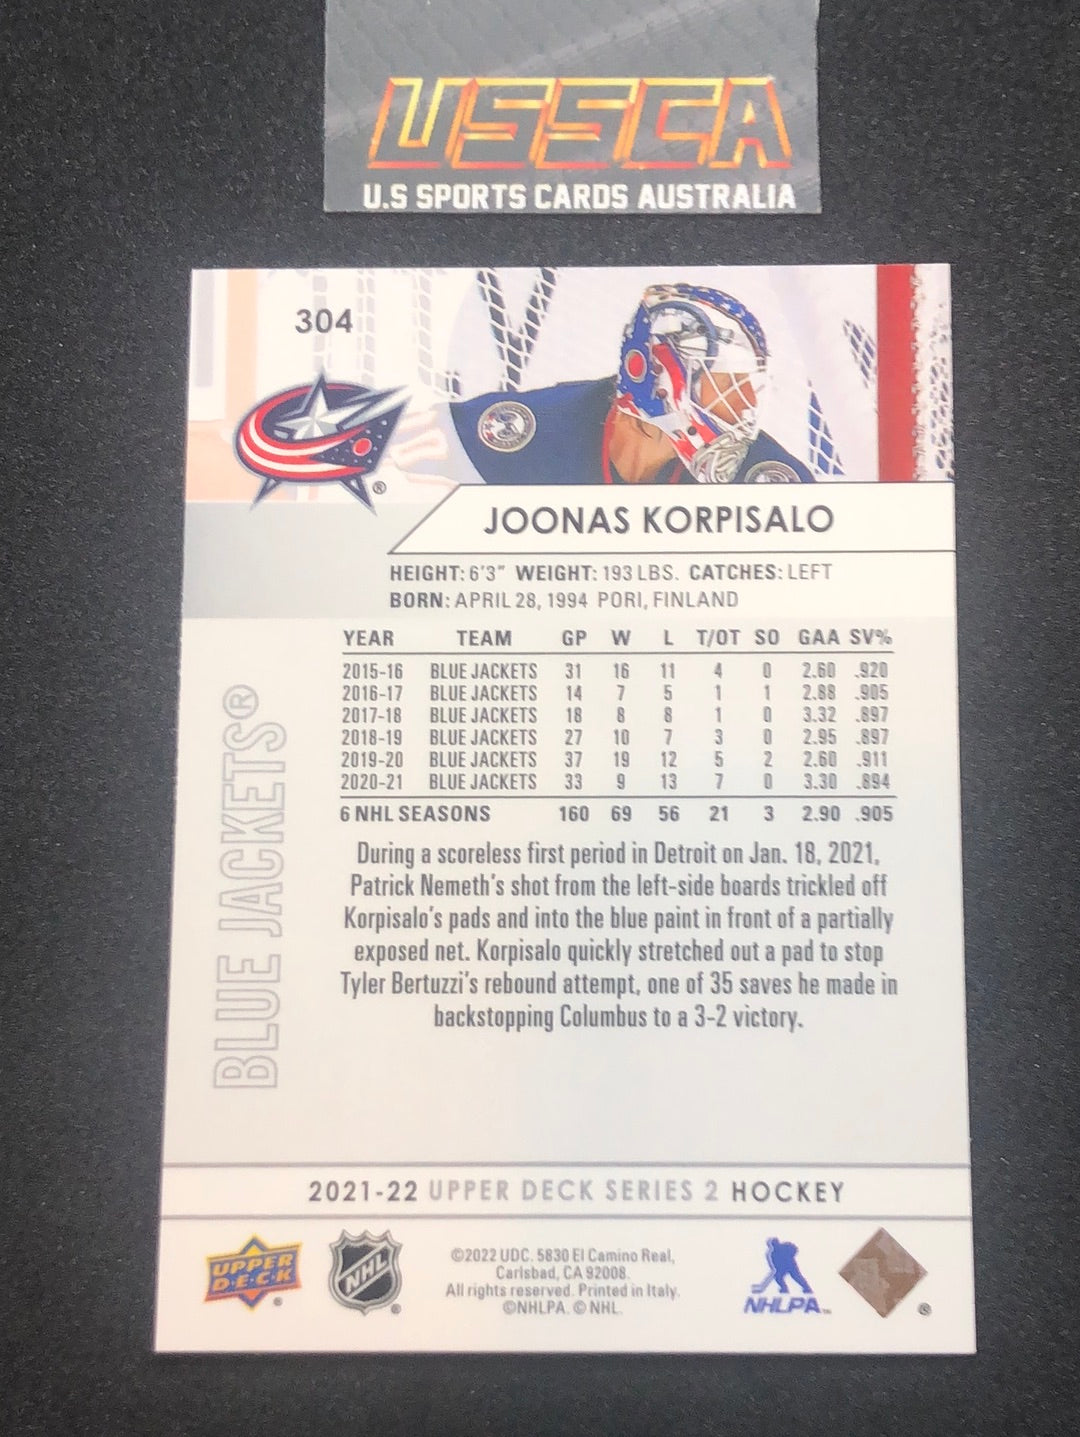 USSCA
U.S SPORTS CARDS AUSTRALIA
304
®
JOONAS KORPISALO
HEIGHT: 6'3" WEIGHT: 193 LBS. CATCHES: LEFT
BORN: APRIL 28, 1994 PORI, FINLAND
YEAR TEAM GP W L T/OT SO GAA SV%
2015-16 BLUE JACKETS 31 16 11 4 0 2.60 .920
2016-17 BLUE JACKETS 14 7 5 1 1 2.88 .905
2017-18 BLUE JACKETS 18 8 8 1 0 3.32 .897
2018-19 BLUE JACKETS 27 10 7 3 0 2.95 .897
2019-20 BLUE JACKETS 37 19 12 5 2 2.60 .911
2020-21 BLUE JACKETS 33 9 13 7 0 3.30 .894
6 NHL SEASONS 160 69 56 21 3 2.90 .905
BLUE JACKETS®
During a scoreless first period in Detroit on Jan. 18, 2021,
Patrick Nemeth's shot from the left-side boards trickled off
Korpisalo's pads and into the blue paint in front of a partially
exposed net. Korpisalo quickly stretched out a pad to stop
Tyler Bertuzzi's rebound attempt, one of 35 saves he made in
backstopping Columbus to a 3-2 victory.
2021-22 UPPER DECK SERIES 2 HOCKEY
UPPER
D·E·C·K
®
NHL
®
©2022 UDC. 5830 El Camino Real,
Carlsbad, CA 92008.
All rights reserved. Printed in Italy.
©NHLPA. © NHL.
NHLPA™
®